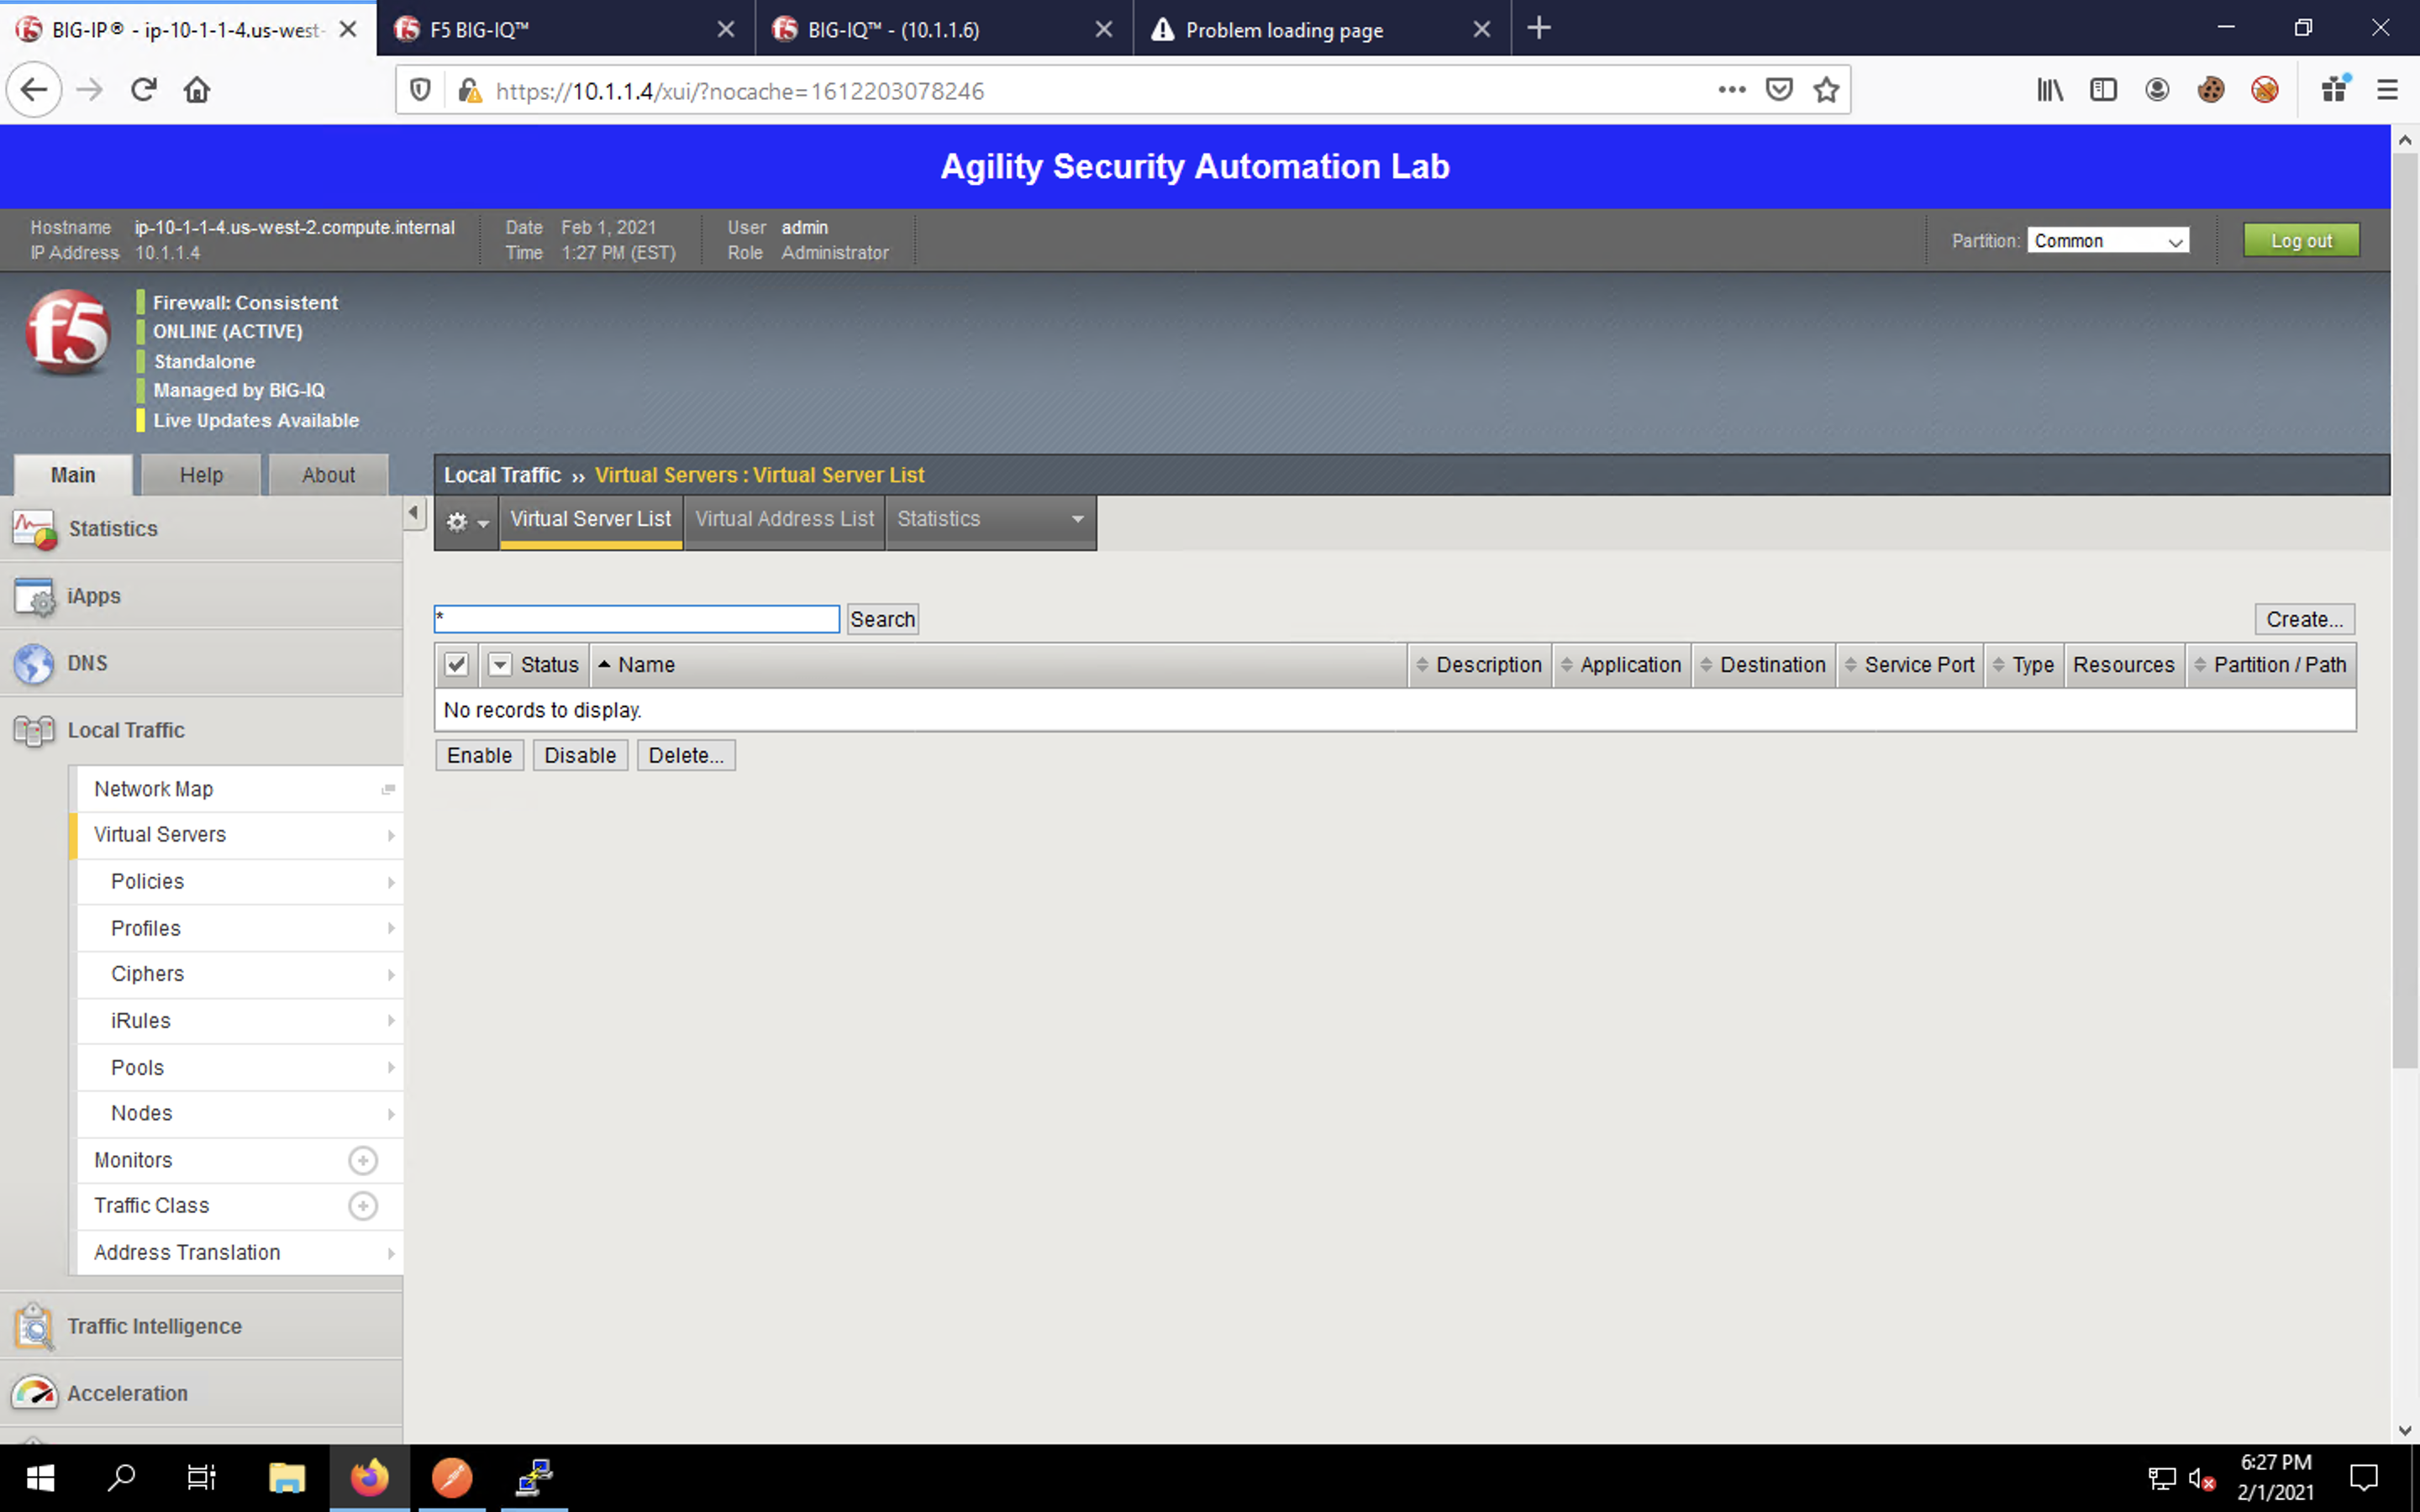 BIG-IP® - ip-10-1-1-4.us-west-
F5 BIG-IQ™
BIG-IQ™ - (10.1.1.6)
Problem loading page
https://10.1.1.4/xui/?nocache=1612203078246
Agility Security Automation Lab
Hostname ip-10-1-1-4.us-west-2.compute.internal
IP Address 10.1.1.4
Date Feb 1, 2021
Time 1:27 PM (EST)
User admin
Role Administrator
Partition: Common
Log out
f5
Firewall: Consistent
ONLINE (ACTIVE)
Standalone
Managed by BIG-IQ
Live Updates Available
Main Help About
Local Traffic ›› Virtual Servers : Virtual Server List
Virtual Server List Virtual Address List Statistics
* Search Create...
Status Name Description Application Destination Service Port Type Resources Partition / Path
No records to display.
Enable Disable Delete...
Statistics
iApps
DNS
Local Traffic
Network Map
Virtual Servers
Policies
Profiles
Ciphers
iRules
Pools
Nodes
Monitors
Traffic Class
Address Translation
Traffic Intelligence
Acceleration
6:27 PM
2/1/2021